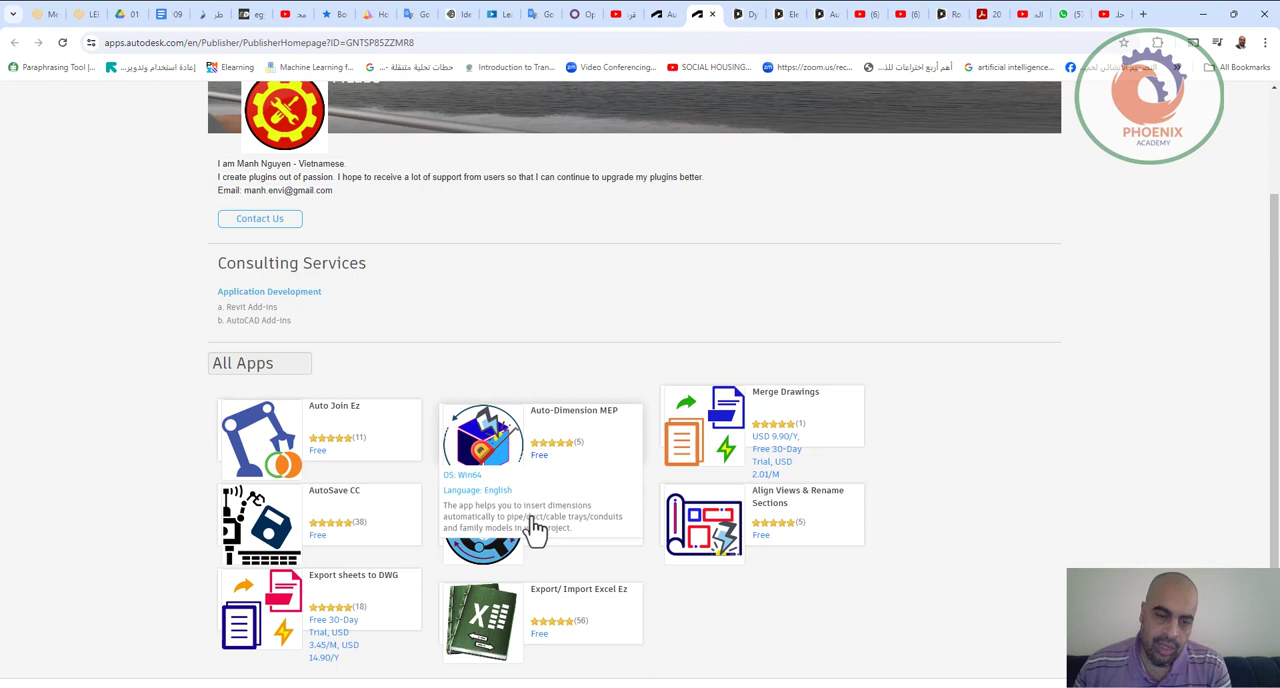 apps.autodesk.com/en/Publisher/PublisherHomepage?ID=GNTSP85ZZMR8
Paraphrasing Tool |...
إعادة استخدام وتدوير...
Elearning
Machine Learning f...
Introduction to Tran...
Video Conferencing...
SOCIAL HOUSING...
https://zoom.us/rec...
أهم أربع اختراعات للذ...
artificial intelligence...
All Bookmarks
PHOENIX
ACADEMY
I am Manh Nguyen - Vietnamese.
I create plugins out of passion. I hope to receive a lot of support from users so that I can continue to upgrade my plugins better.
Email: manh.envi@gmail.com
Contact Us
Consulting Services
Application Development
a. Revit Add-ins
b. AutoCAD Add-ins
All Apps
Auto Join Ez
(11)
Free
Auto-Dimension MEP
(5)
Free
OS: Win64
Language: English
The app helps you to insert dimensions
automatically to pipe/duct/cable trays/conduits
and family models in project.
Merge Drawings
(1)
USD 9.90/Y,
Free 30-Day
Trial, USD
2.01/M
AutoSave CC
(38)
Free
Align Views & Rename
Sections
(5)
Free
Export sheets to DWG
(18)
Free 30-Day
Trial, USD
3.45/M, USD
14.90/Y
Export/ Import Excel Ez
(56)
Free